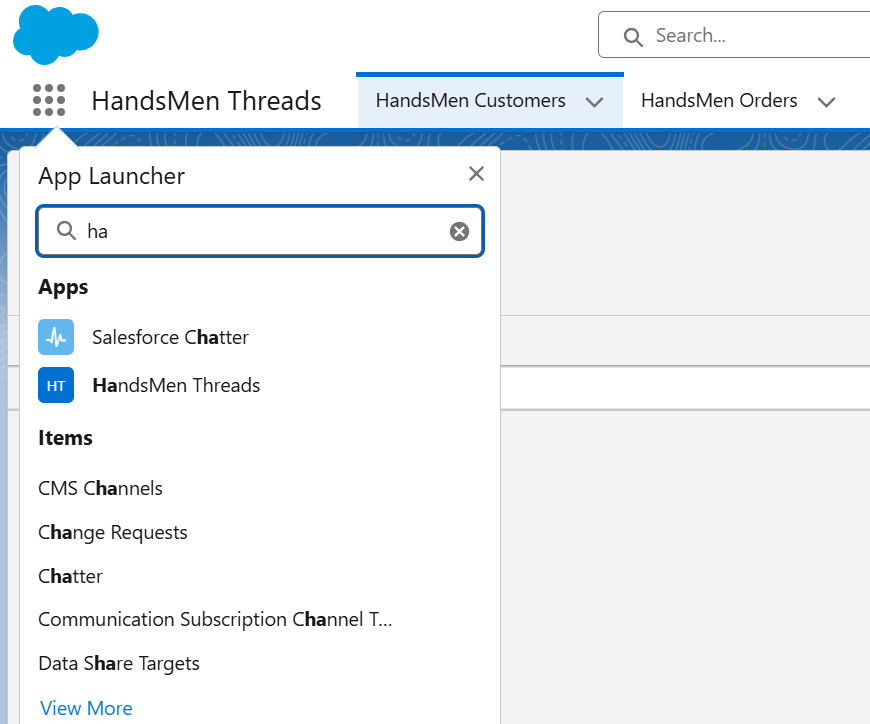 Search...
HandsMen Threads
HandsMen Customers
HandsMen Orders
App Launcher
ha
Apps
Salesforce Chatter
HT
HandsMen Threads
Items
CMS Channels
Change Requests
Chatter
Communication Subscription Channel T...
Data Share Targets
View More